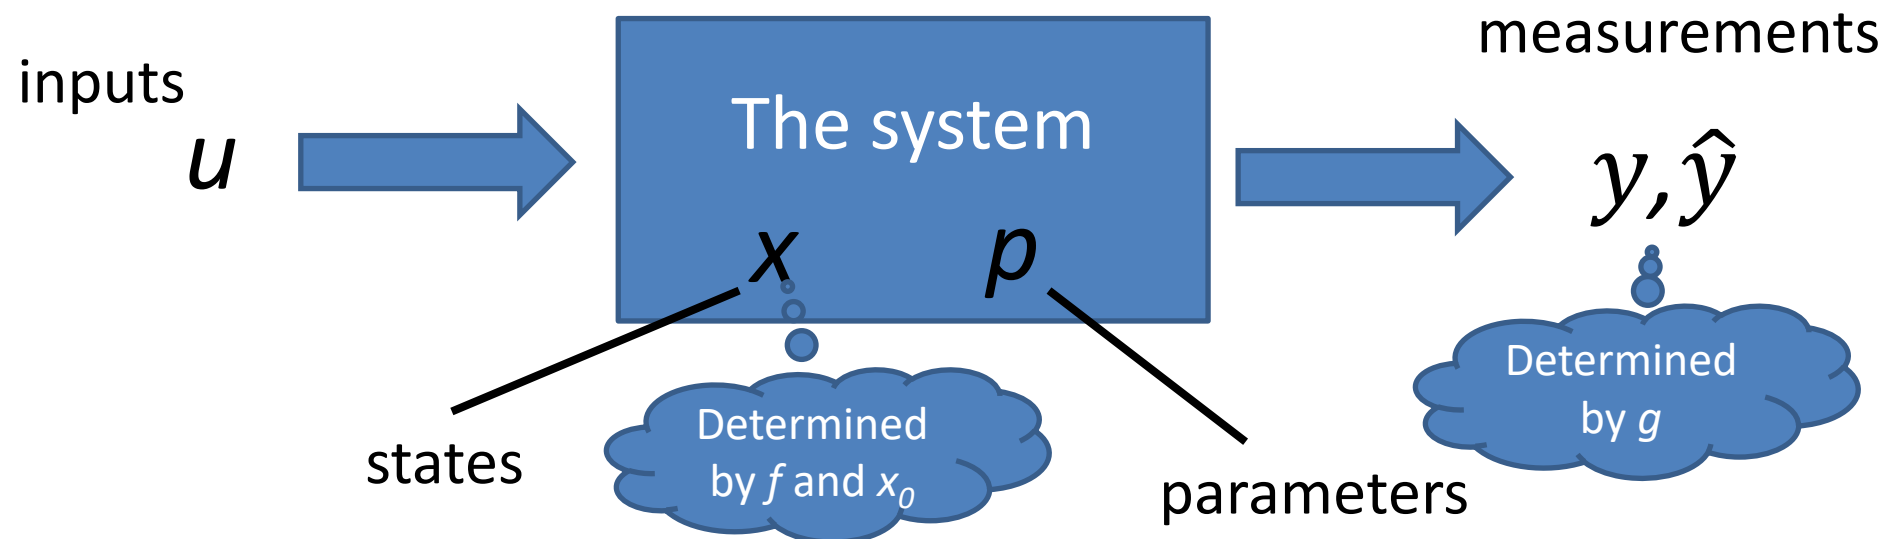 measurements
inputs
The system
u
y, ŷ
x
p
Determined
by g
Determined
by f and x₀
states
parameters